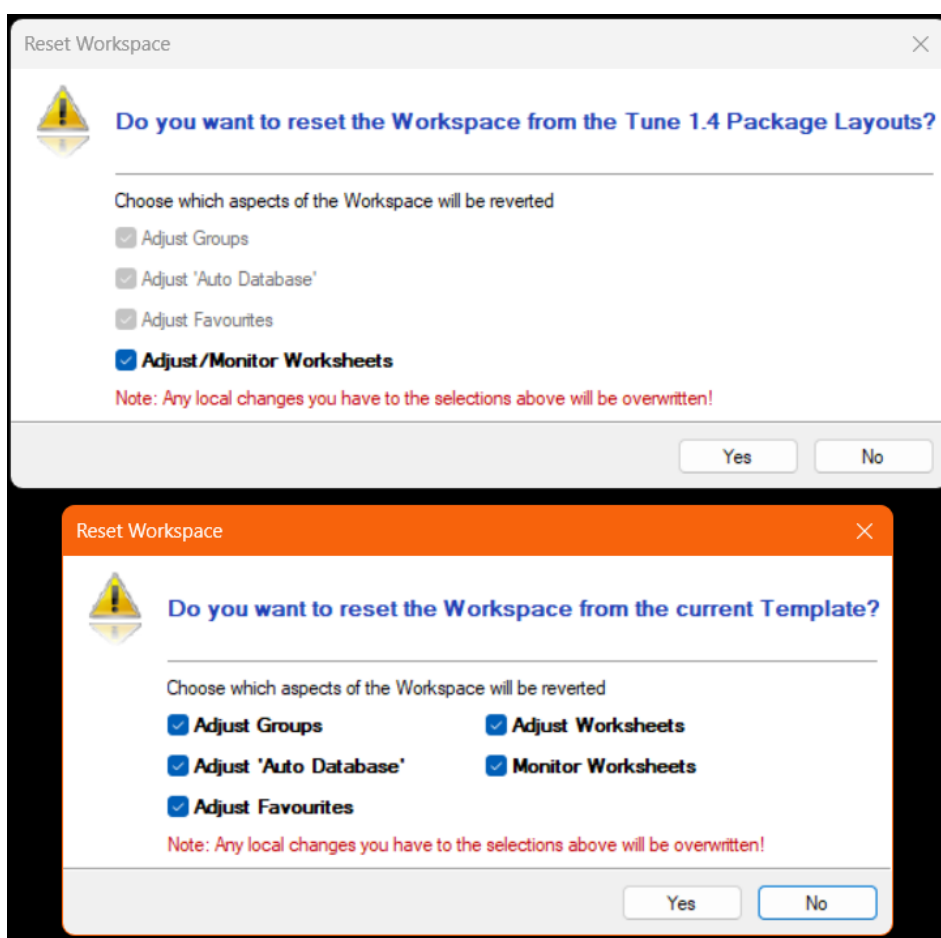 Reset Workspace
Do you want to reset the Workspace from the Tune 1.4 Package Layouts?
Choose which aspects of the Workspace will be reverted
Adjust Groups
Adjust 'Auto Database'
Adjust Favourites
Adjust/Monitor Worksheets
Note: Any local changes you have to the selections above will be overwritten!
Yes No
Reset Workspace
Do you want to reset the Workspace from the current Template?
Choose which aspects of the Workspace will be reverted
Adjust Groups Adjust Worksheets
Adjust 'Auto Database' Monitor Worksheets
Adjust Favourites
Note: Any local changes you have to the selections above will be overwritten!
Yes No